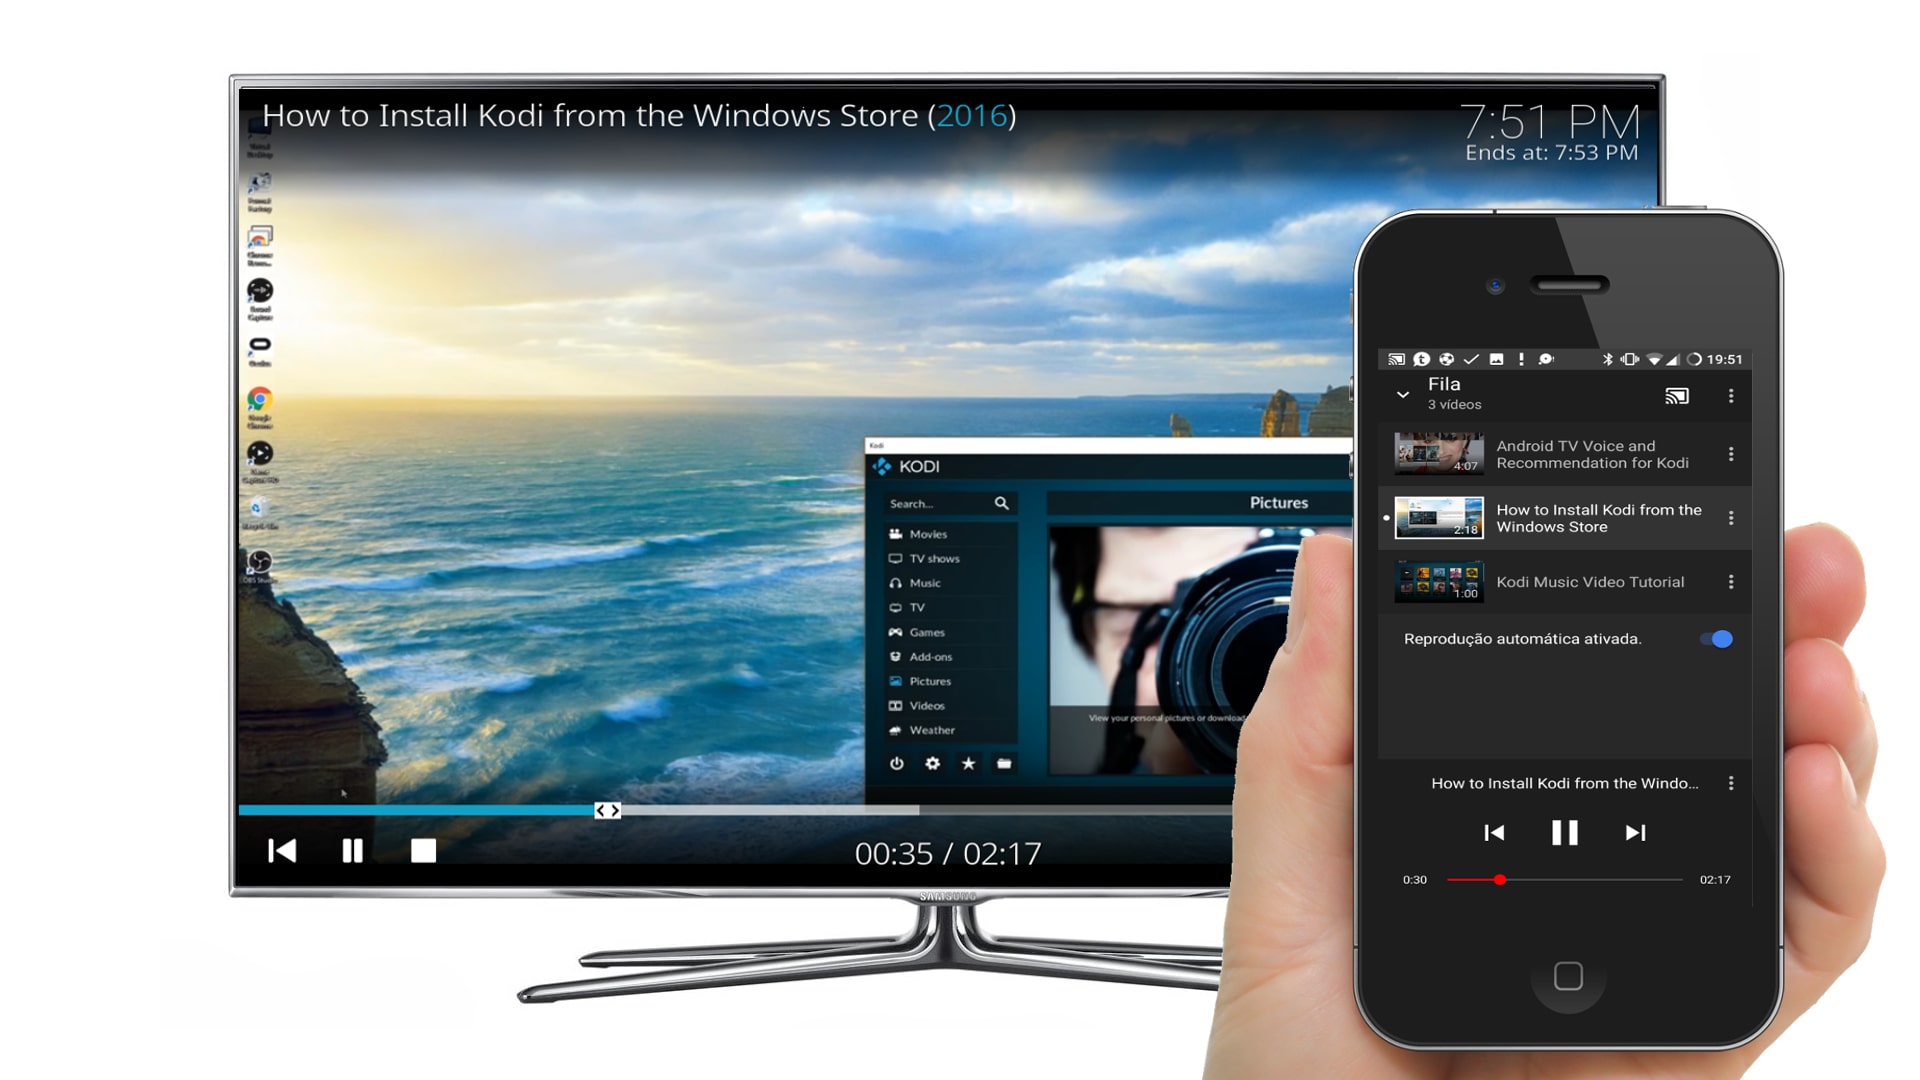 How to Install Kodi from the Windows Store (2016)
7:51 PM
Ends at: 7:53 PM
Kodi
KODI
Search...
Pictures
Movies
TV shows
Music
TV
Games
Add-ons
Pictures
Videos
Weather
View your personal pictures or download
00:35 / 02:17
SAMSUNG
19:51
Fila
3 vídeos
Android TV Voice and
Recommendation for Kodi
4:07
How to Install Kodi from the
Windows Store
2:18
Kodi Music Video Tutorial
1:00
Reprodução automática ativada.
How to Install Kodi from the Windo...
0:30
02:17